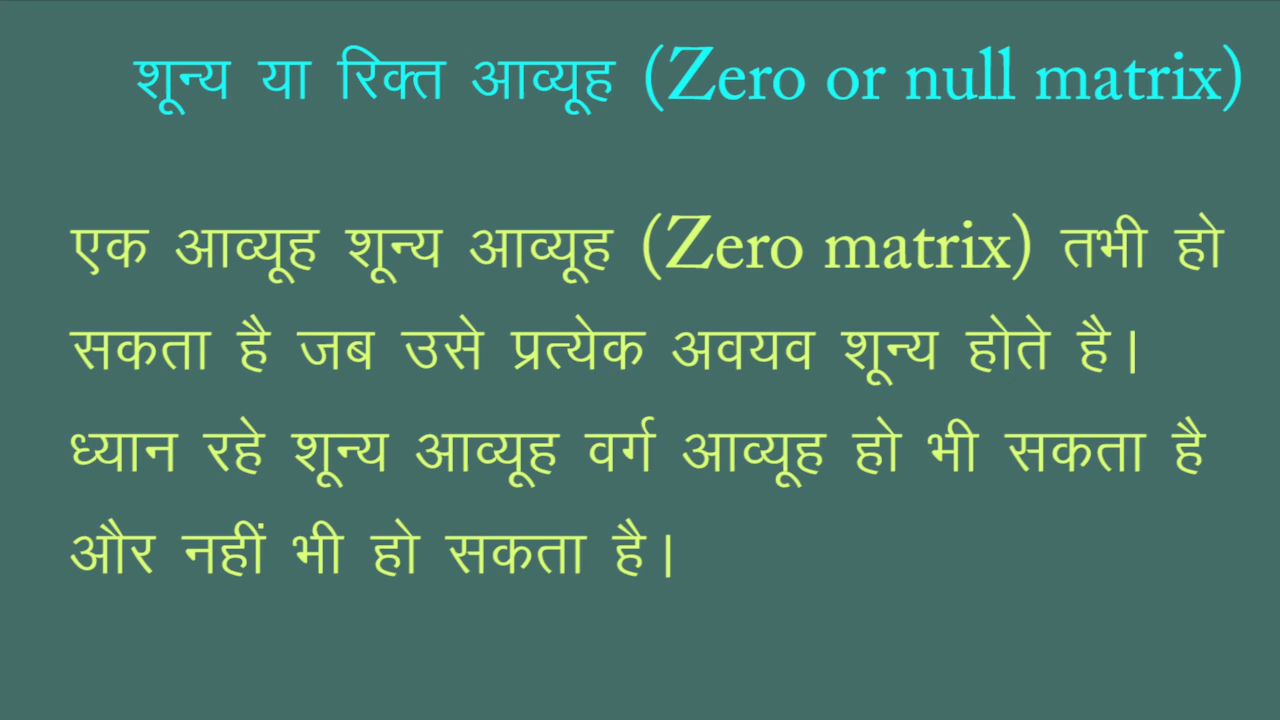 शून्य या रिक्त आव्यूह (Zero or null matrix)
एक आव्यूह शून्य आव्यूह (Zero matrix) तभी हो
सकता है जब उसे प्रत्येक अवयव शून्य होते है।
ध्यान रहे शून्य आव्यूह वर्ग आव्यूह हो भी सकता है
और नहीं भी हो सकता है।